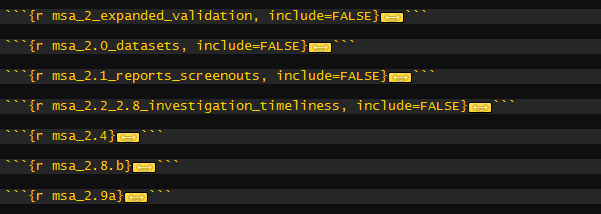 ```{r msa_2_expanded_validation, include=FALSE}```
```{r msa_2.0_datasets, include=FALSE}```
```{r msa_2.1_reports_screenouts, include=FALSE}```
```{r msa_2.2_2.8_investigation_timeliness, include=FALSE}```
```{r msa_2.4}```
```{r msa_2.8.b}```
```{r msa_2.9a}```